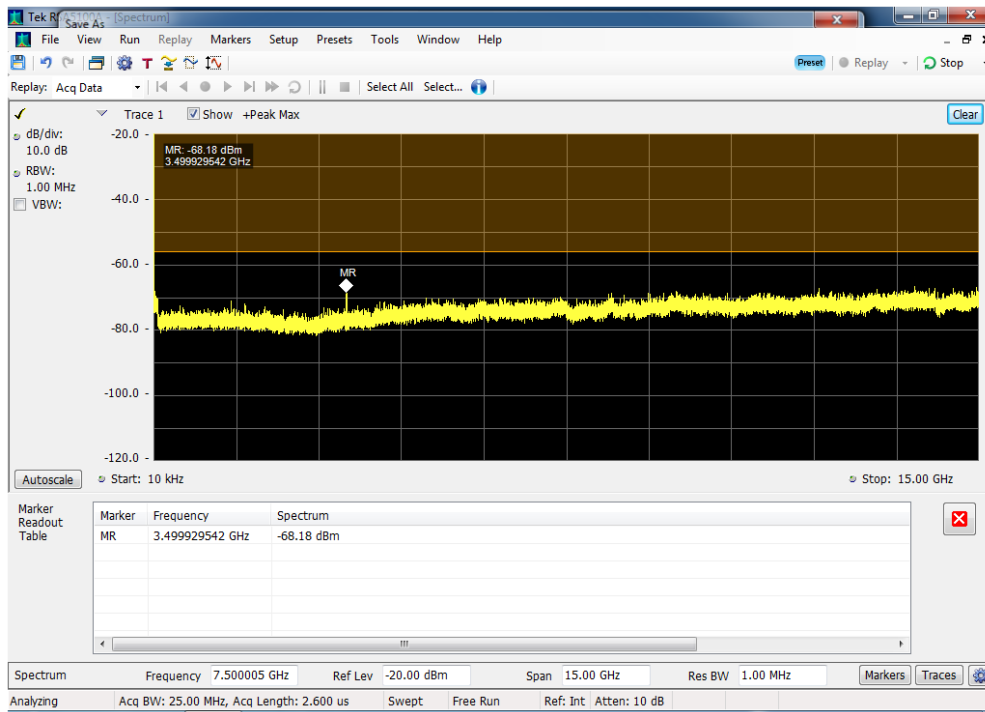 Tek RSA5100A - [Spectrum]
Save As
File View Run Replay Markers Setup Presets Tools Window Help
Preset Replay Stop
Replay: Acq Data Select All Select...
Trace 1 Show +Peak Max Clear
dB/div:
10.0 dB
RBW:
1.00 MHz
VBW:
-20.0
-40.0
-60.0
-80.0
-100.0
-120.0
MR: -68.18 dBm
3.499929542 GHz
MR
Autoscale Start: 10 kHz Stop: 15.00 GHz
Marker
Readout
Table
Marker Frequency Spectrum
MR 3.499929542 GHz -68.18 dBm
Spectrum Frequency 7.500005 GHz Ref Lev -20.00 dBm Span 15.00 GHz Res BW 1.00 MHz Markers Traces
Analyzing Acq BW: 25.00 MHz, Acq Length: 2.600 us Swept Free Run Ref: Int Atten: 10 dB